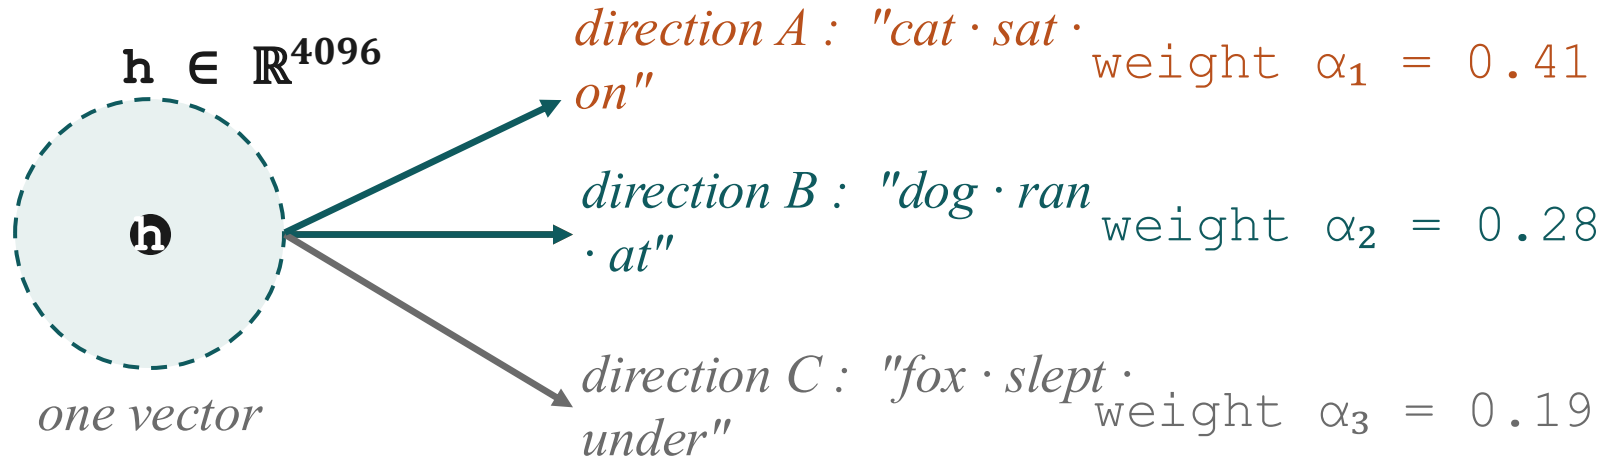 h ∈ ℝ⁴⁰⁹⁶
direction A : "cat · sat ·
on"
weight α₁ = 0.41
h
direction B : "dog · ran
· at"
weight α₂ = 0.28
direction C : "fox · slept ·
under"
weight α₃ = 0.19
one vector